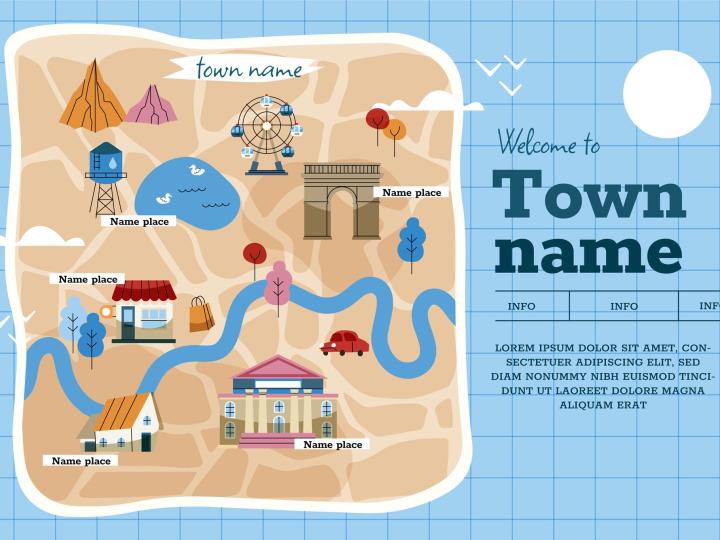 town name
Name place
Name place
Name place
Name place
Name place
Welcome to
Town
name
INFO
INFO
INF
LOREM IPSUM DOLOR SIT AMET, CON-
SECTETUER ADIPISCING ELIT, SED
DIAM NONUMMY NIBH EUISMOD TINCI-
DUNT UT LAOREET DOLORE MAGNA
ALIQUAM ERAT